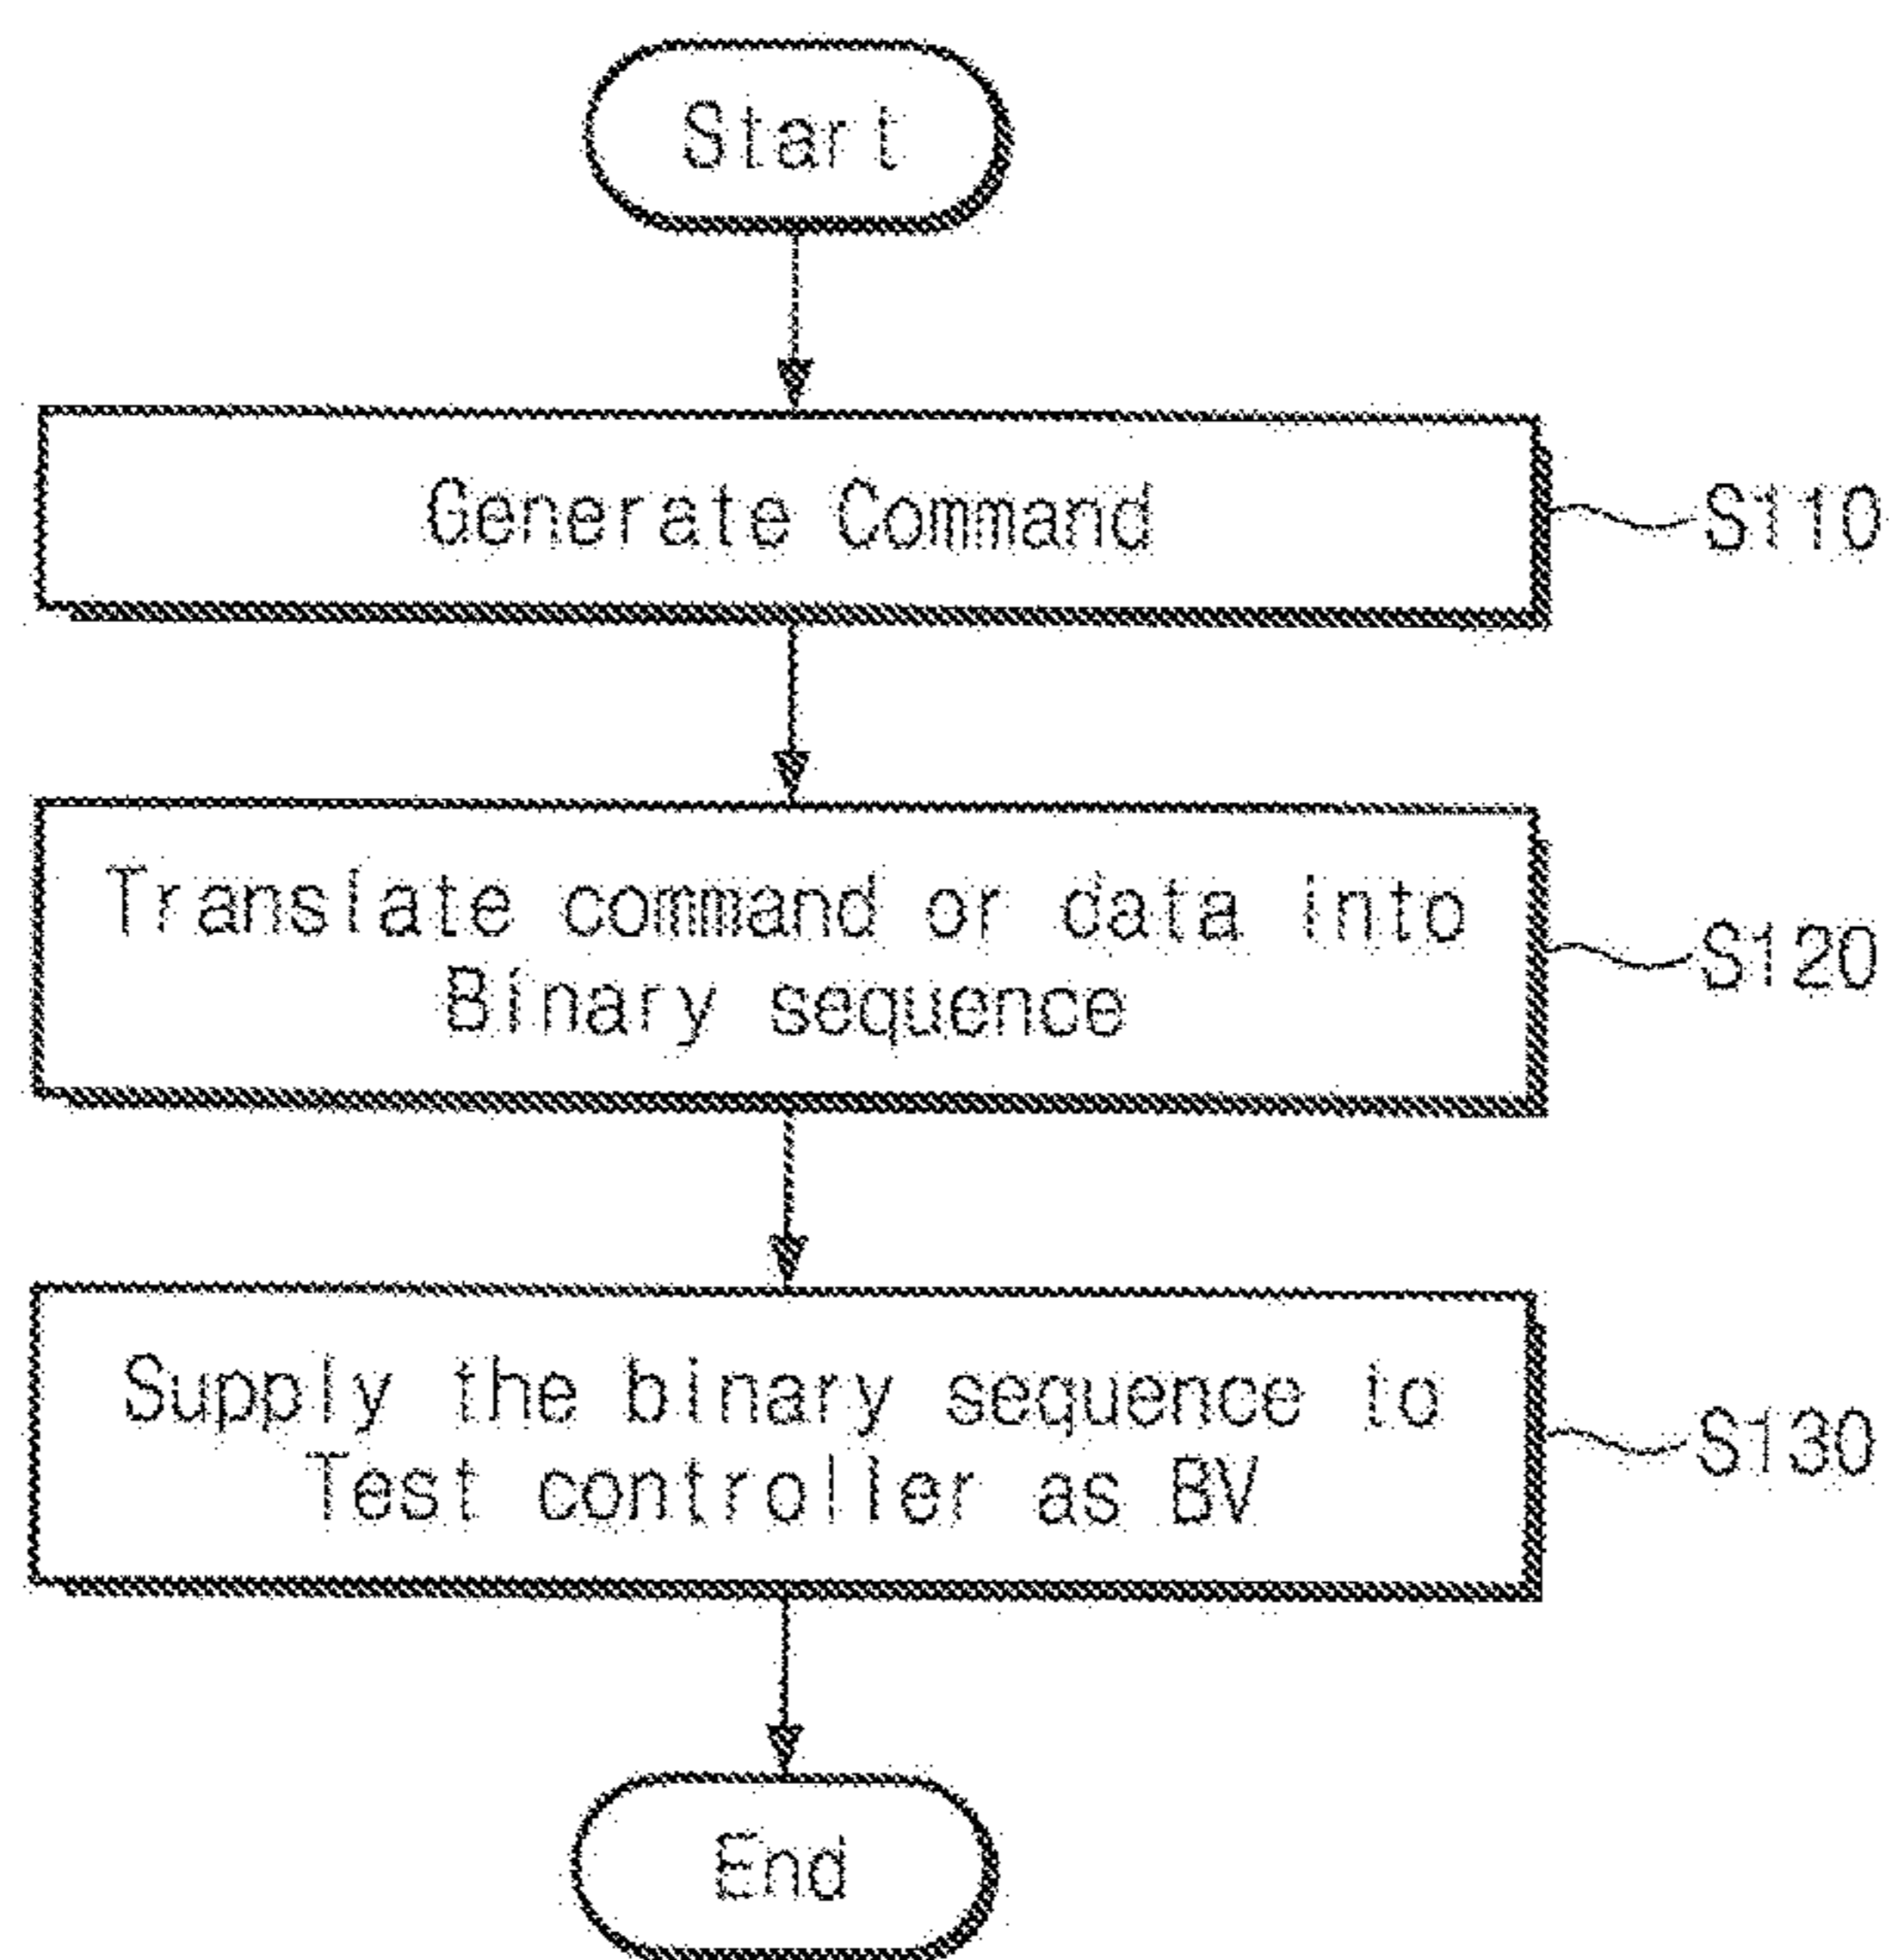 Start
Generate Command
S110
Translate command or data into
Binary sequence
S120
Supply the binary sequence to
Test controller as BV
S130
End